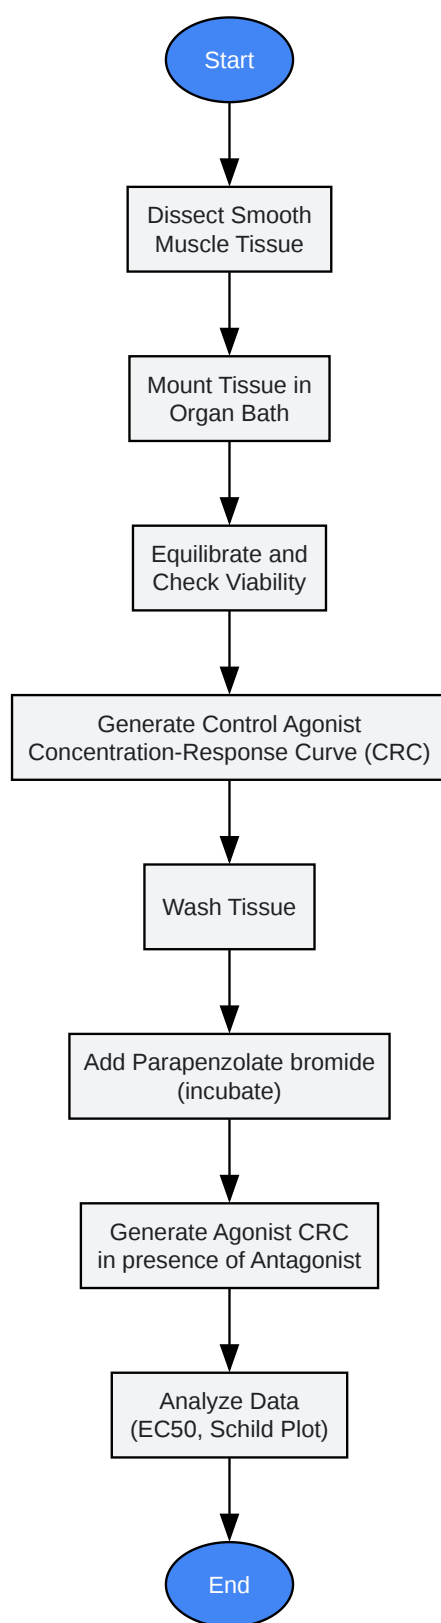 Start
Dissect Smooth
Muscle Tissue
Mount Tissue in
Organ Bath
Equilibrate and
Check Viability
Generate Control Agonist
Concentration-Response Curve (CRC)
Wash Tissue
Add Parapenzolate bromide
(incubate)
Generate Agonist CRC
in presence of Antagonist
Analyze Data
(EC50, Schild Plot)
End